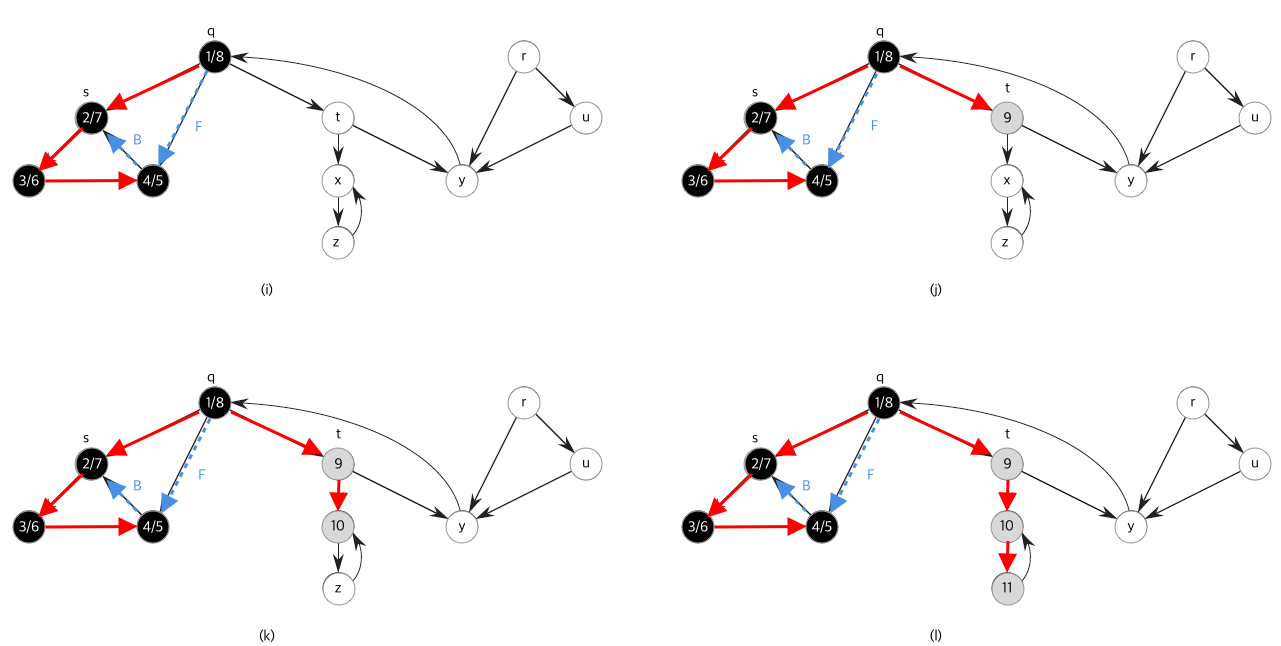 q
1/8
r
s
2/7
t
u
B
F
3/6
4/5
x
y
z
(i)
q
1/8
r
s
2/7
t
9
u
B
F
3/6
4/5
x
y
z
(j)
q
1/8
r
s
2/7
t
9
u
B
F
3/6
4/5
10
y
z
(k)
q
1/8
r
s
2/7
t
9
u
B
F
3/6
4/5
10
y
11
(l)